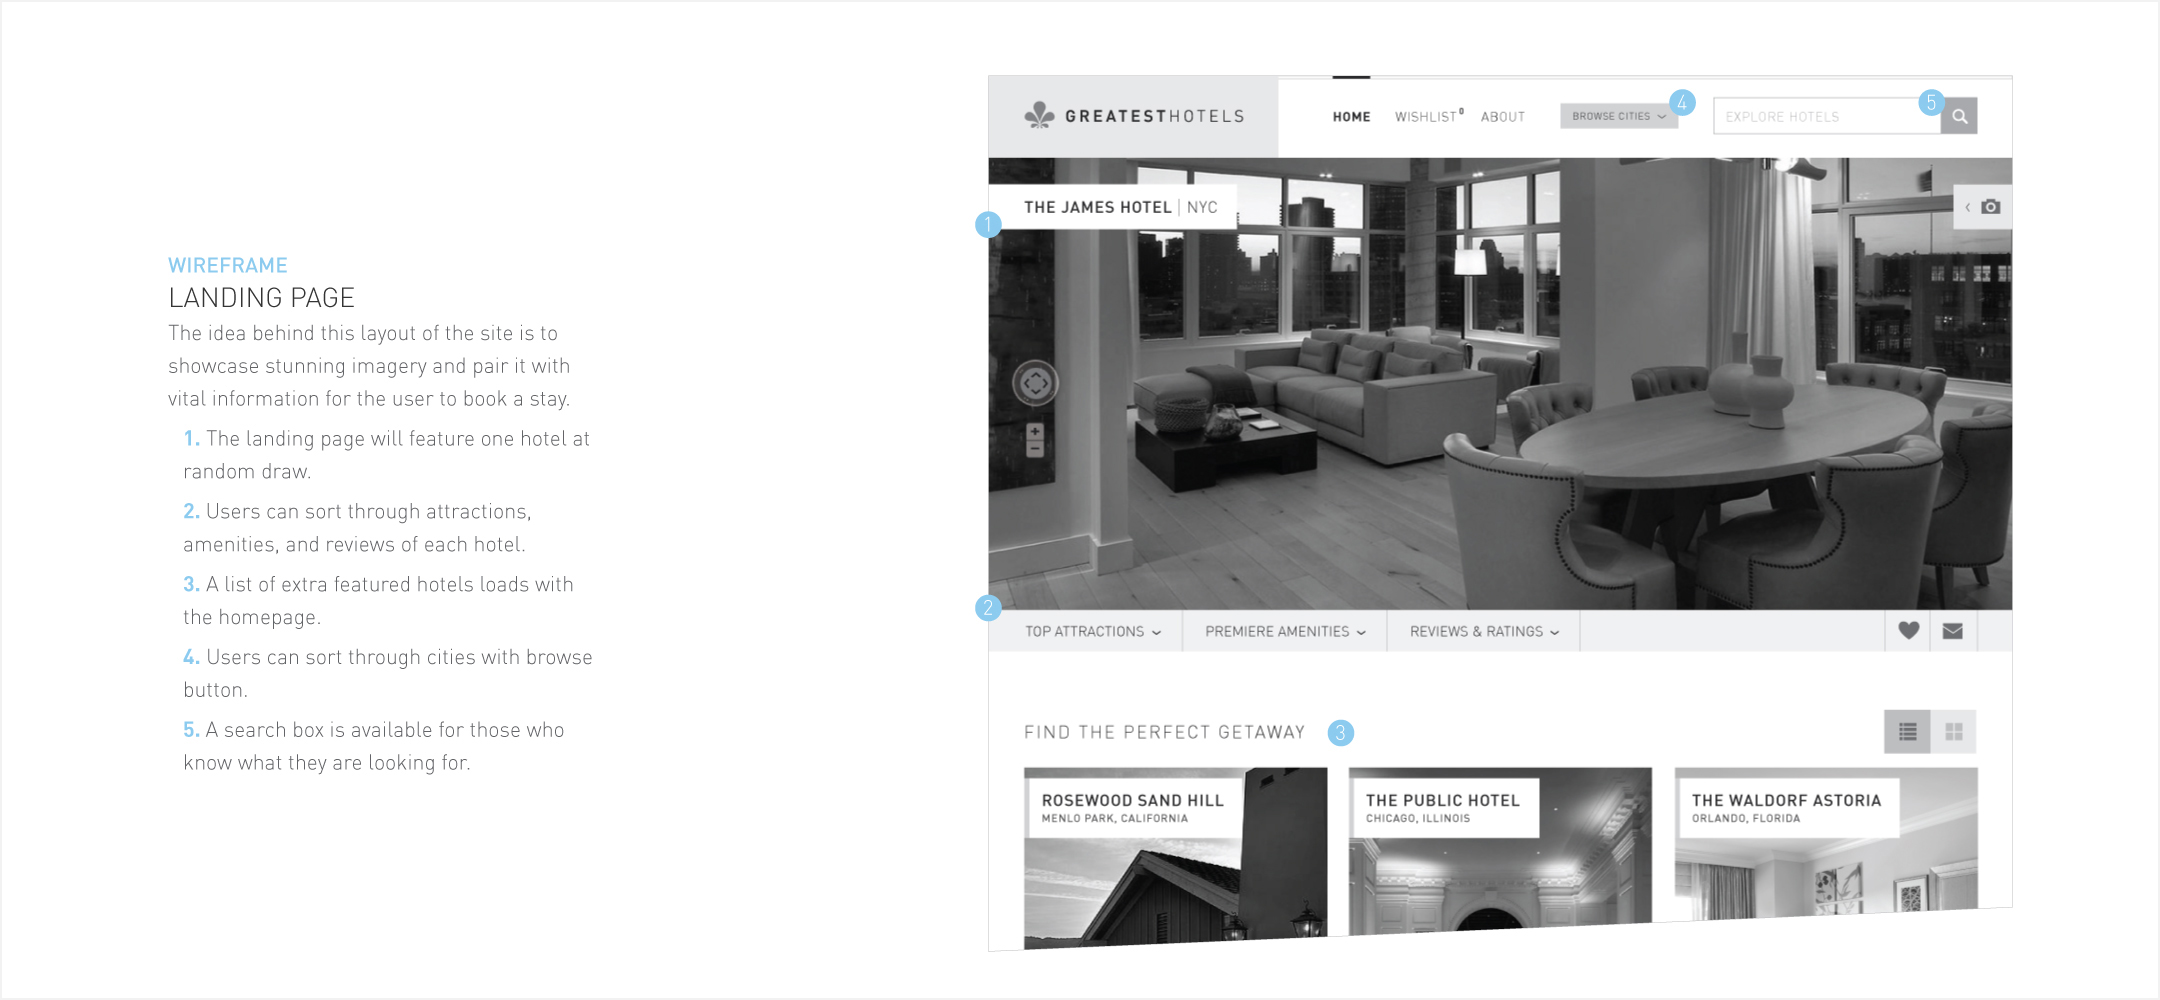 WIREFRAME
LANDING PAGE
The idea behind this layout of the site is to
showcase stunning imagery and pair it with
vital information for the user to book a stay.
1. The landing page will feature one hotel at
random draw.
2. Users can sort through attractions,
amenities, and reviews of each hotel.
3. A list of extra featured hotels loads with
the homepage.
4. Users can sort through cities with browse
button.
5. A search box is available for those who
know what they are looking for.
GREATESTHOTELS
HOME WISHLIST0 ABOUT BROWSE CITIES 4 EXPLORE HOTELS 5
THE JAMES HOTEL | NYC
1
2
TOP ATTRACTIONS PREMIERE AMENITIES REVIEWS & RATINGS
FIND THE PERFECT GETAWAY 3
ROSEWOOD SAND HILL
MENLO PARK, CALIFORNIA
THE PUBLIC HOTEL
CHICAGO, ILLINOIS
THE WALDORF ASTORIA
ORLANDO, FLORIDA